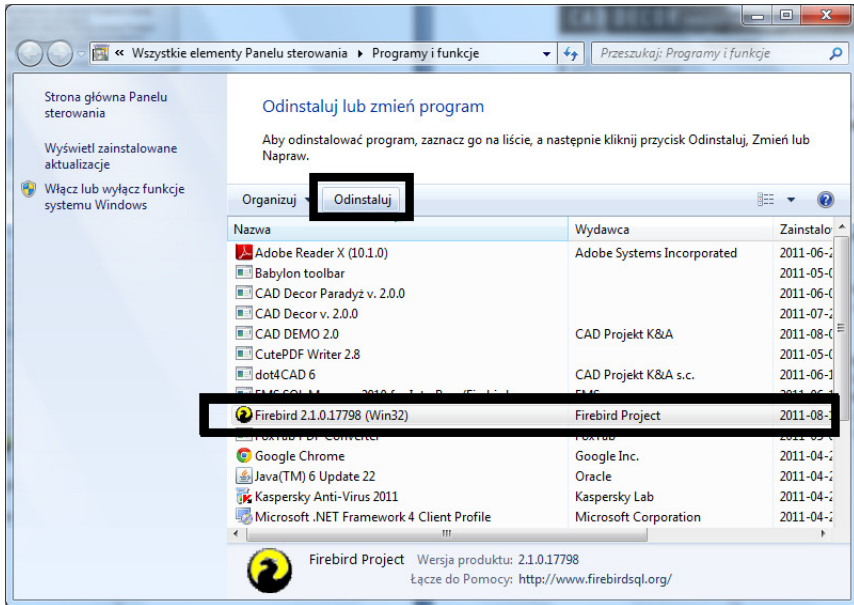 CAD DECOR
« Wszystkie elementy Panelu sterowania ▸ Programy i funkcje
Przeszukaj: Programy i funkcje
Strona główna Panelu
sterowania
Wyświetl zainstalowane
aktualizacje
Włącz lub wyłącz funkcje
systemu Windows
Odinstaluj lub zmień program
Aby odinstalować program, zaznacz go na liście, a następnie kliknij przycisk Odinstaluj, Zmień lub
Napraw.
Organizuj Odinstaluj
Nazwa Wydawca Zainstalo
Adobe Reader X (10.1.0) Adobe Systems Incorporated 2011-06-2
Babylon toolbar 2011-05-0
CAD Decor Paradyż v. 2.0.0 2011-06-0
CAD Decor v. 2.0.0 2011-07-2
CAD DEMO 2.0 CAD Projekt K&A 2011-08-0
CutePDF Writer 2.8 2011-05-0
dot4CAD 6 CAD Projekt K&A s.c. 2011-06-1
Firebird 2.1.0.17798 (Win32) Firebird Project 2011-08-1
FoxTab PDF Converter FoxTab
Google Chrome Google Inc. 2011-04-2
Java(TM) 6 Update 22 Oracle 2011-04-2
Kaspersky Anti-Virus 2011 Kaspersky Lab 2011-04-2
Microsoft .NET Framework 4 Client Profile Microsoft Corporation 2011-04-2
Firebird Project Wersja produktu: 2.1.0.17798
Łącze do Pomocy: http://www.firebirdsql.org/